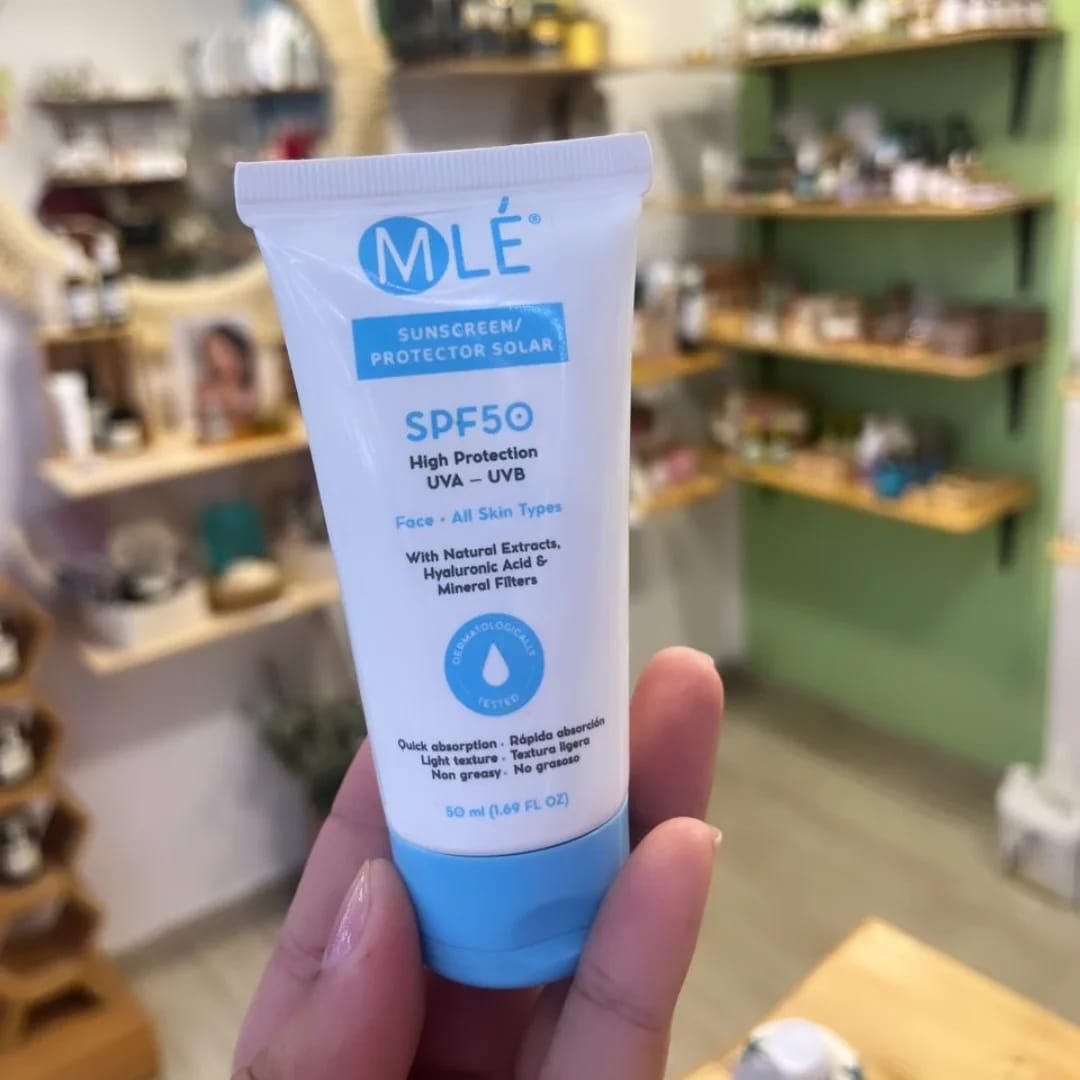 MLÉ®
SUNSCREEN/
PROTECTOR SOLAR
SPF50
High Protection
UVA – UVB
Face · All Skin Types
With Natural Extracts,
Hyaluronic Acid &
Mineral Filters
DERMATOLOGICALLY
TESTED
Quick absorption · Rápida absorción
Light texture · Textura ligera
Non greasy · No grasoso
50 ml (1.69 FL OZ)